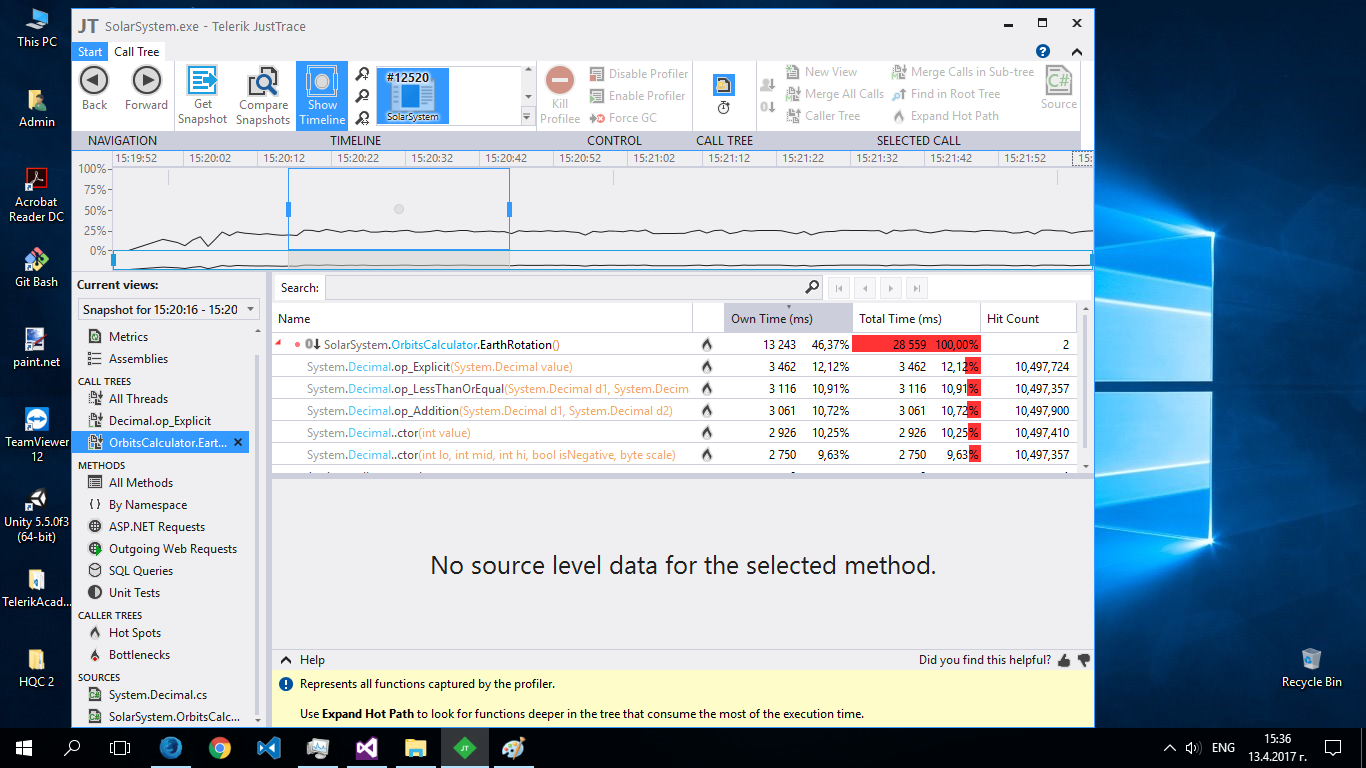 This PC
Admin
Acrobat
Reader DC
Git Bash
paint.net
TeamViewer
12
Unity 5.5.0f3
(64-bit)
TelerikAcad...
HQC 2
Recycle Bin
JT SolarSystem.exe - Telerik JustTrace
Start Call Tree
Back Forward
Get
Snapshot
Compare
Snapshots
Show
Timeline
#12520
SolarSystem
Kill
Profilee
Disable Profiler
Enable Profiler
Force GC
New View
Merge All Calls
Caller Tree
Merge Calls in Sub-tree
Find in Root Tree
Expand Hot Path
C#
Source
NAVIGATION TIMELINE CONTROL CALL TREE SELECTED CALL
15:19:52 15:20:02 15:20:12 15:20:22 15:20:32 15:20:42 15:20:52 15:21:02 15:21:12 15:21:22 15:21:32 15:21:42 15:21:52 15:
100%
75%
50%
25%
0%
Current views:
Snapshot for 15:20:16 - 15:20
Metrics
Assemblies
CALL TREES
All Threads
Decimal.op_Explicit
OrbitsCalculator.Eart...
METHODS
All Methods
By Namespace
ASP.NET Requests
Outgoing Web Requests
SQL Queries
Unit Tests
CALLER TREES
Hot Spots
Bottlenecks
SOURCES
System.Decimal.cs
SolarSystem.OrbitsCalc...
Search:
Name Own Time (ms) Total Time (ms) Hit Count
SolarSystem.OrbitsCalculator.EarthRotation() 13 243 46,37% 28 559 100,00% 2
System.Decimal.op_Explicit(System.Decimal value) 3 462 12,12% 3 462 12,12% 10,497,724
System.Decimal.op_LessThanOrEqual(System.Decimal d1, System.Decim 3 116 10,91% 3 116 10,91% 10,497,357
System.Decimal.op_Addition(System.Decimal d1, System.Decimal d2) 3 061 10,72% 3 061 10,72% 10,497,900
System.Decimal..ctor(int value) 2 926 10,25% 2 926 10,25% 10,497,410
System.Decimal..ctor(int lo, int mid, int hi, bool isNegative, byte scale) 2 750 9,63% 2 750 9,63% 10,497,357
No source level data for the selected method.
Help Did you find this helpful?
Represents all functions captured by the profiler.
Use Expand Hot Path to look for functions deeper in the tree that consume the most of the execution time.
JT
ENG
15:36
13.4.2017 г.